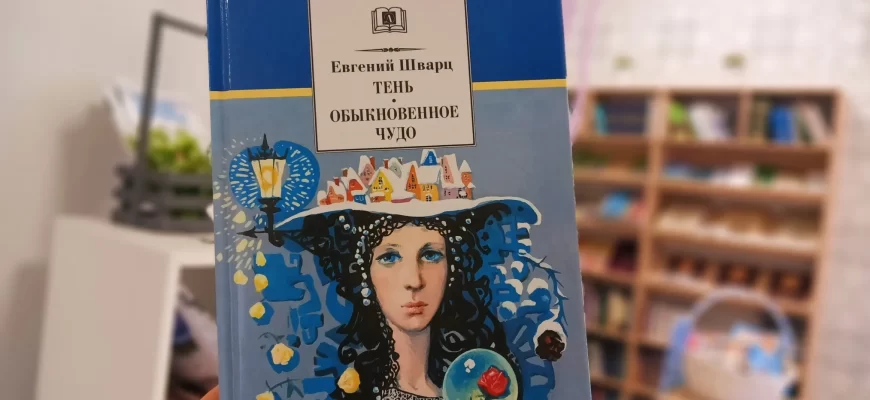 Евгений Шварц
ТЕНЬ
•
ОБЫКНОВЕННОЕ
ЧУДО